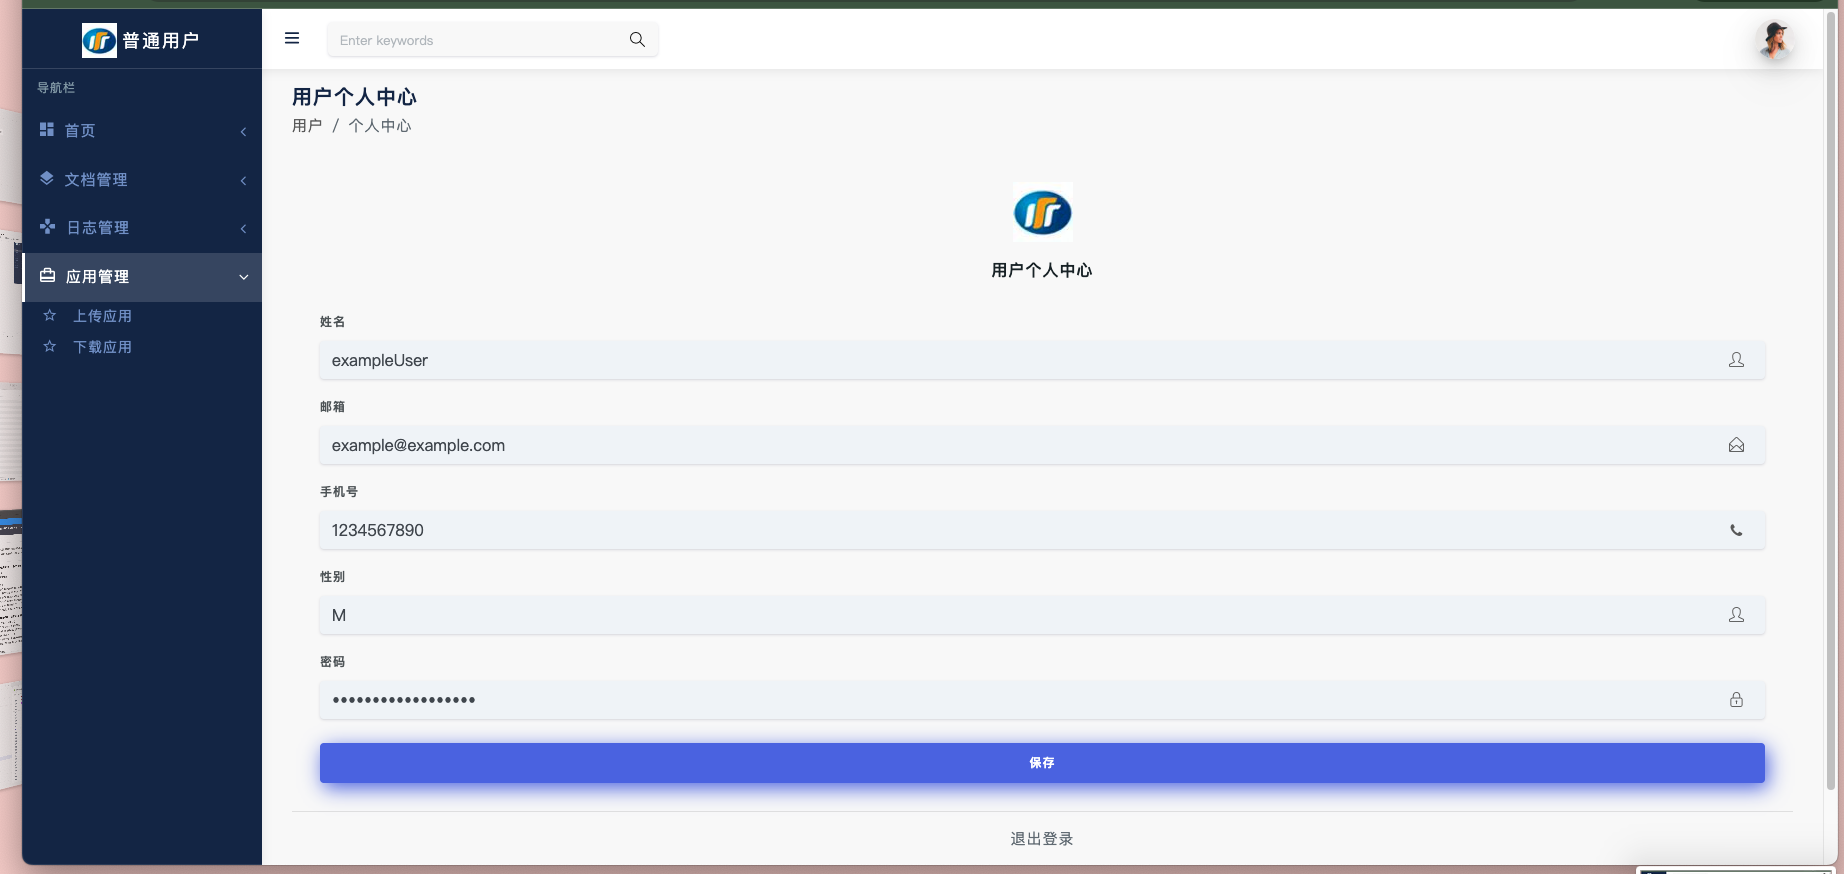 普通用户
导航栏
首页
文档管理
日志管理
应用管理
上传应用
下载应用
Enter keywords
用户个人中心
用户 / 个人中心
用户个人中心
姓名
exampleUser
邮箱
example@example.com
手机号
1234567890
性别
M
密码
••••••••••••••••••
保存
退出登录